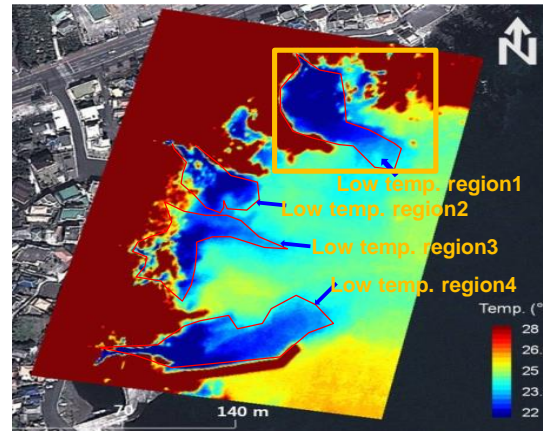 N
Low temp. region1
Low temp. region2
Low temp. region3
Low temp. region4
Temp. (°
28
26.
25.
23.
22
70
140 m